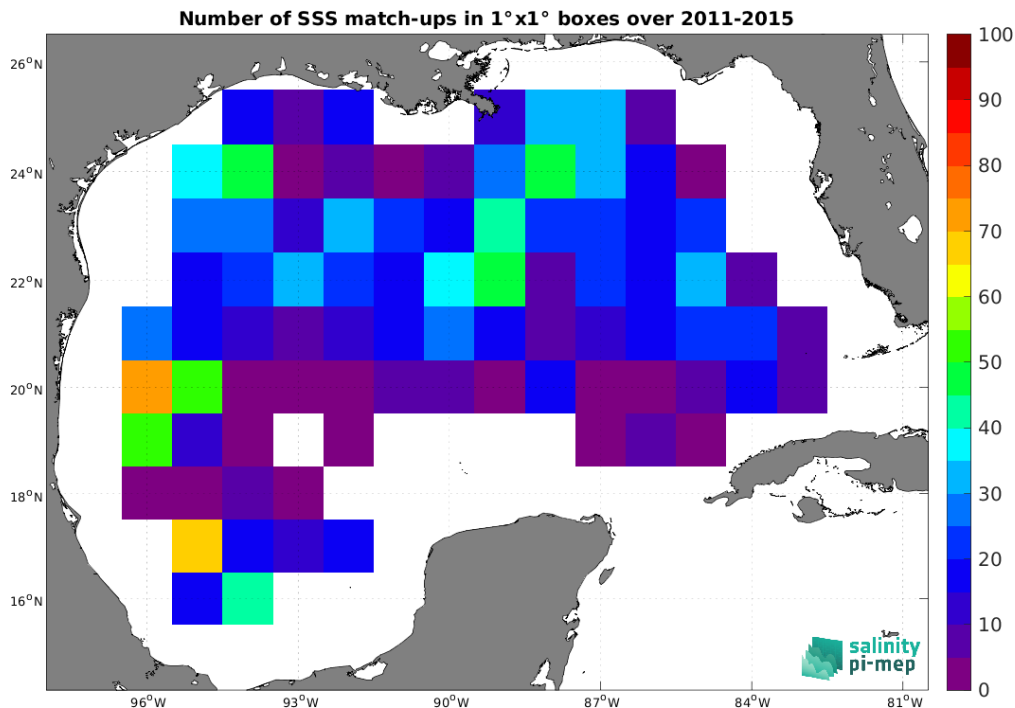 Number of SSS match-ups in 1°x1° boxes over 2011-2015
26°N
24°N
22°N
20°N
18°N
16°N
96°W
93°W
90°W
87°W
84°W
81°W
100
90
80
70
60
50
40
30
20
10
0
salinity
pi-mep